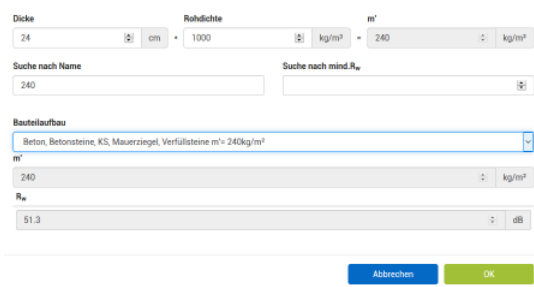 Dicke Rohdichte m'
24 cm * 1000 kg/m³ = 240 kg/m²
Suche nach Name Suche nach mind.Rw
240
Bauteilaufbau
Beton, Betonsteine, KS, Mauerziegel, Verfüllsteine m'= 240kg/m²
m'
240 kg/m²
Rw
51.3 dB
Abbrechen OK